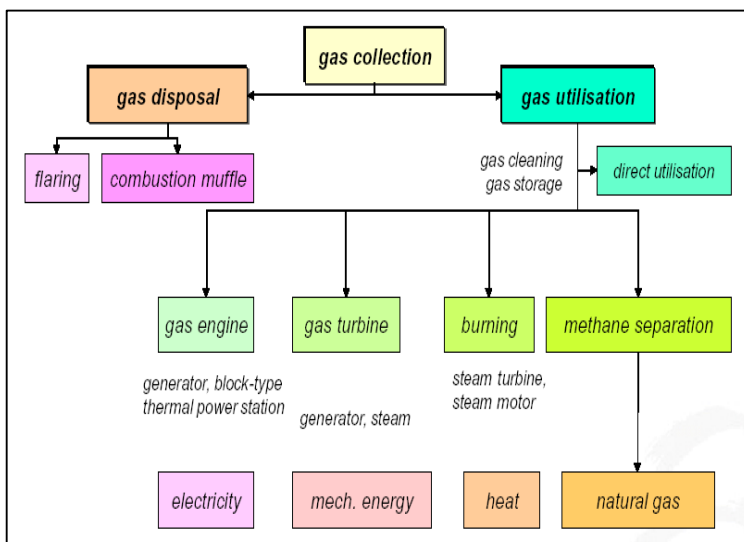 gas collection
gas disposal
gas utilisation
flaring
combustion muffle
gas cleaning
gas storage
direct utilisation
gas engine
gas turbine
burning
methane separation
generator, block-type
thermal power station
generator, steam
steam turbine,
steam motor
electricity
mech. energy
heat
natural gas